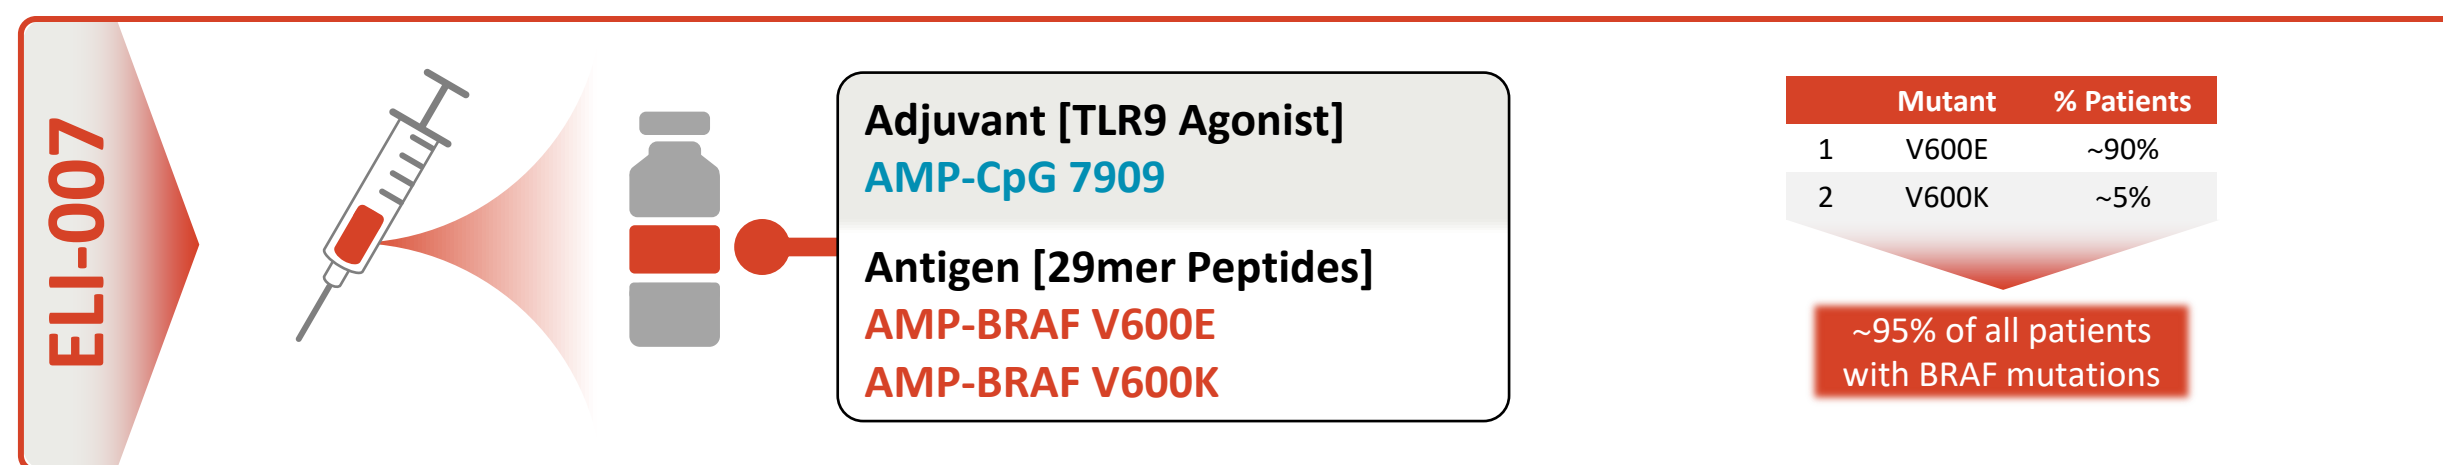 ELI-007
Adjuvant [TLR9 Agonist]
AMP-CpG 7909
Antigen [29mer Peptides]
AMP-BRAF V600E
AMP-BRAF V600K
Mutant % Patients
1 V600E ~90%
2 V600K ~5%
~95% of all patients
with BRAF mutations